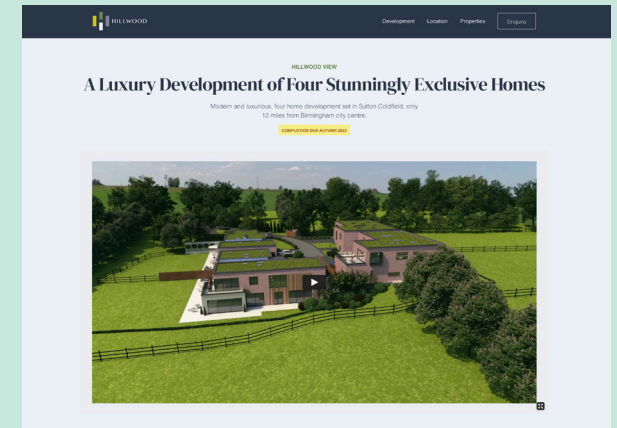 HILLWOOD
Development Location Properties Enquire
HILLWOOD VIEW
A Luxury Development of Four Stunningly Exclusive Homes
Modern and luxurious, four home development set in Sutton Coldfield, only
12 miles from Birmingham city centre.
COMPLETION DUE AUTUMN 2022